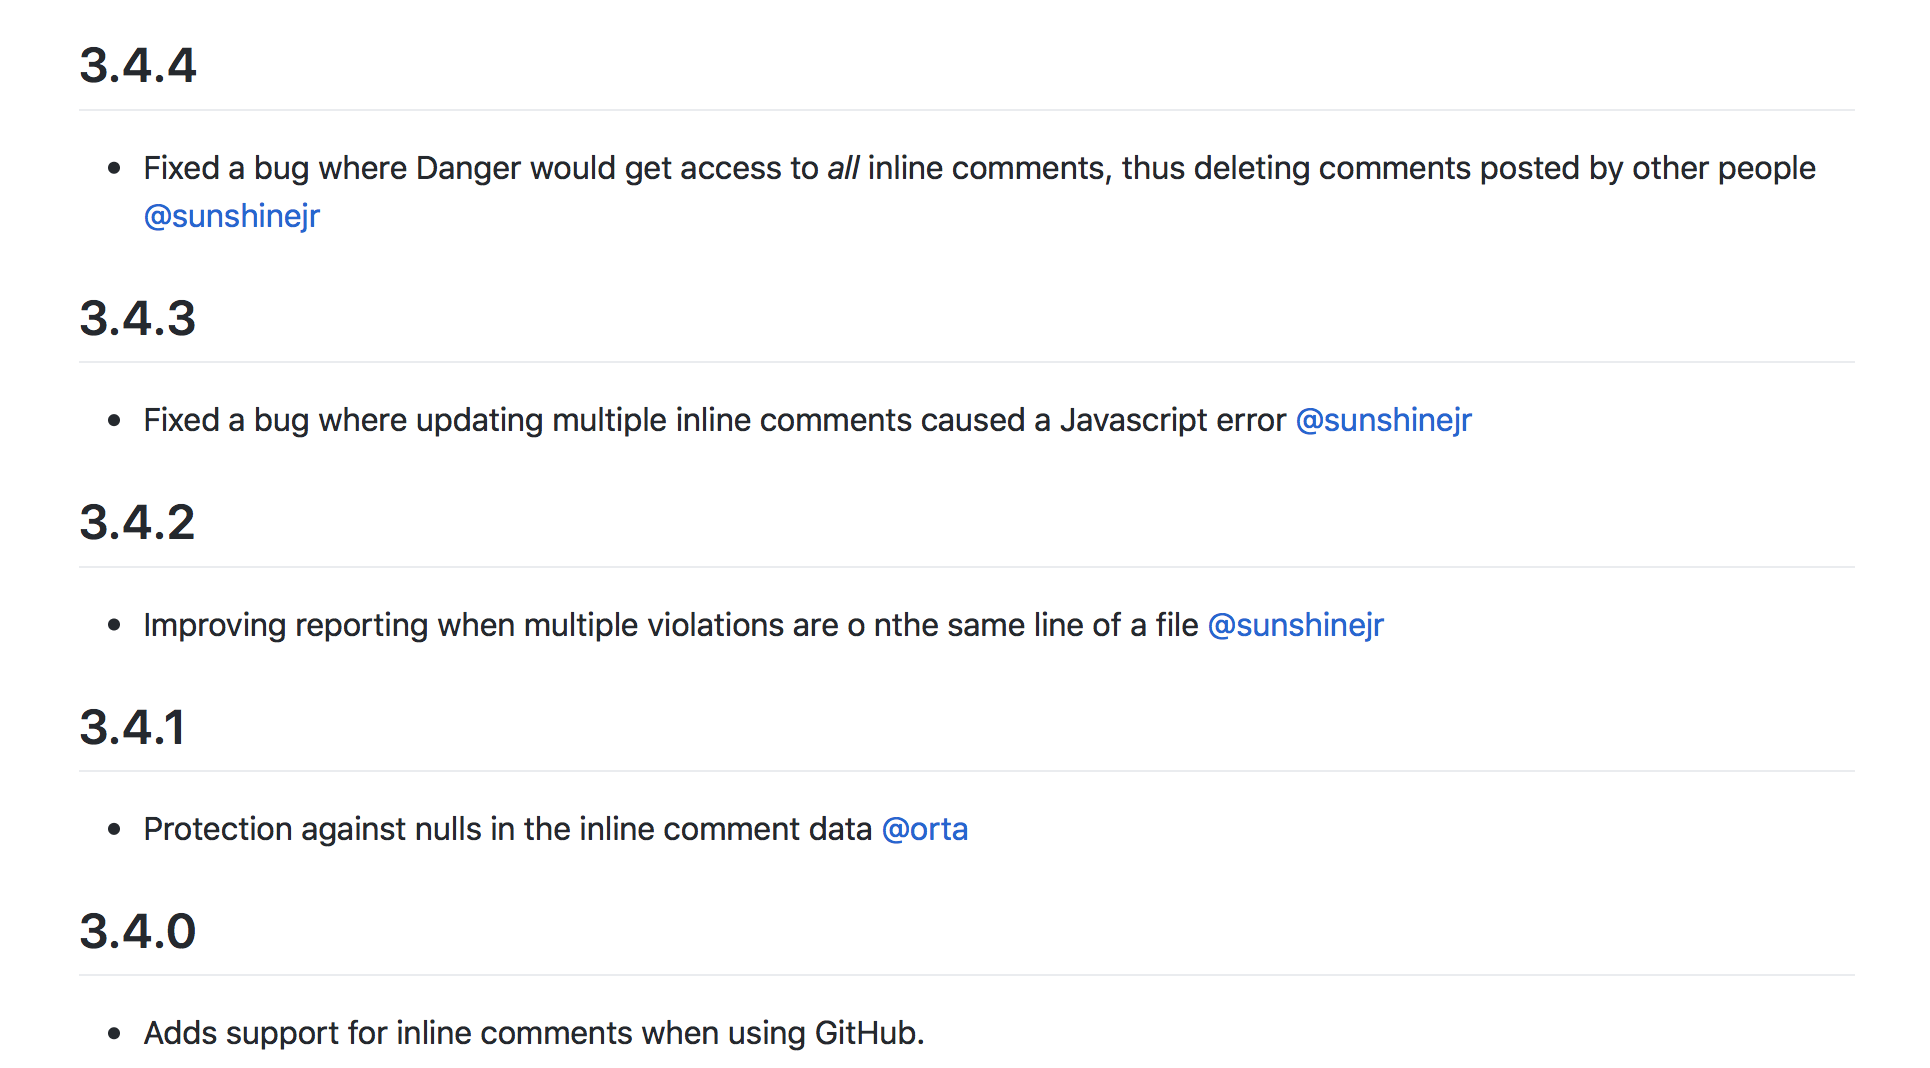 3.4.4
• Fixed a bug where Danger would get access to all inline comments, thus deleting comments posted by other people
@sunshinejr
3.4.3
• Fixed a bug where updating multiple inline comments caused a Javascript error @sunshinejr
3.4.2
• Improving reporting when multiple violations are o nthe same line of a file @sunshinejr
3.4.1
• Protection against nulls in the inline comment data @orta
3.4.0
• Adds support for inline comments when using GitHub.